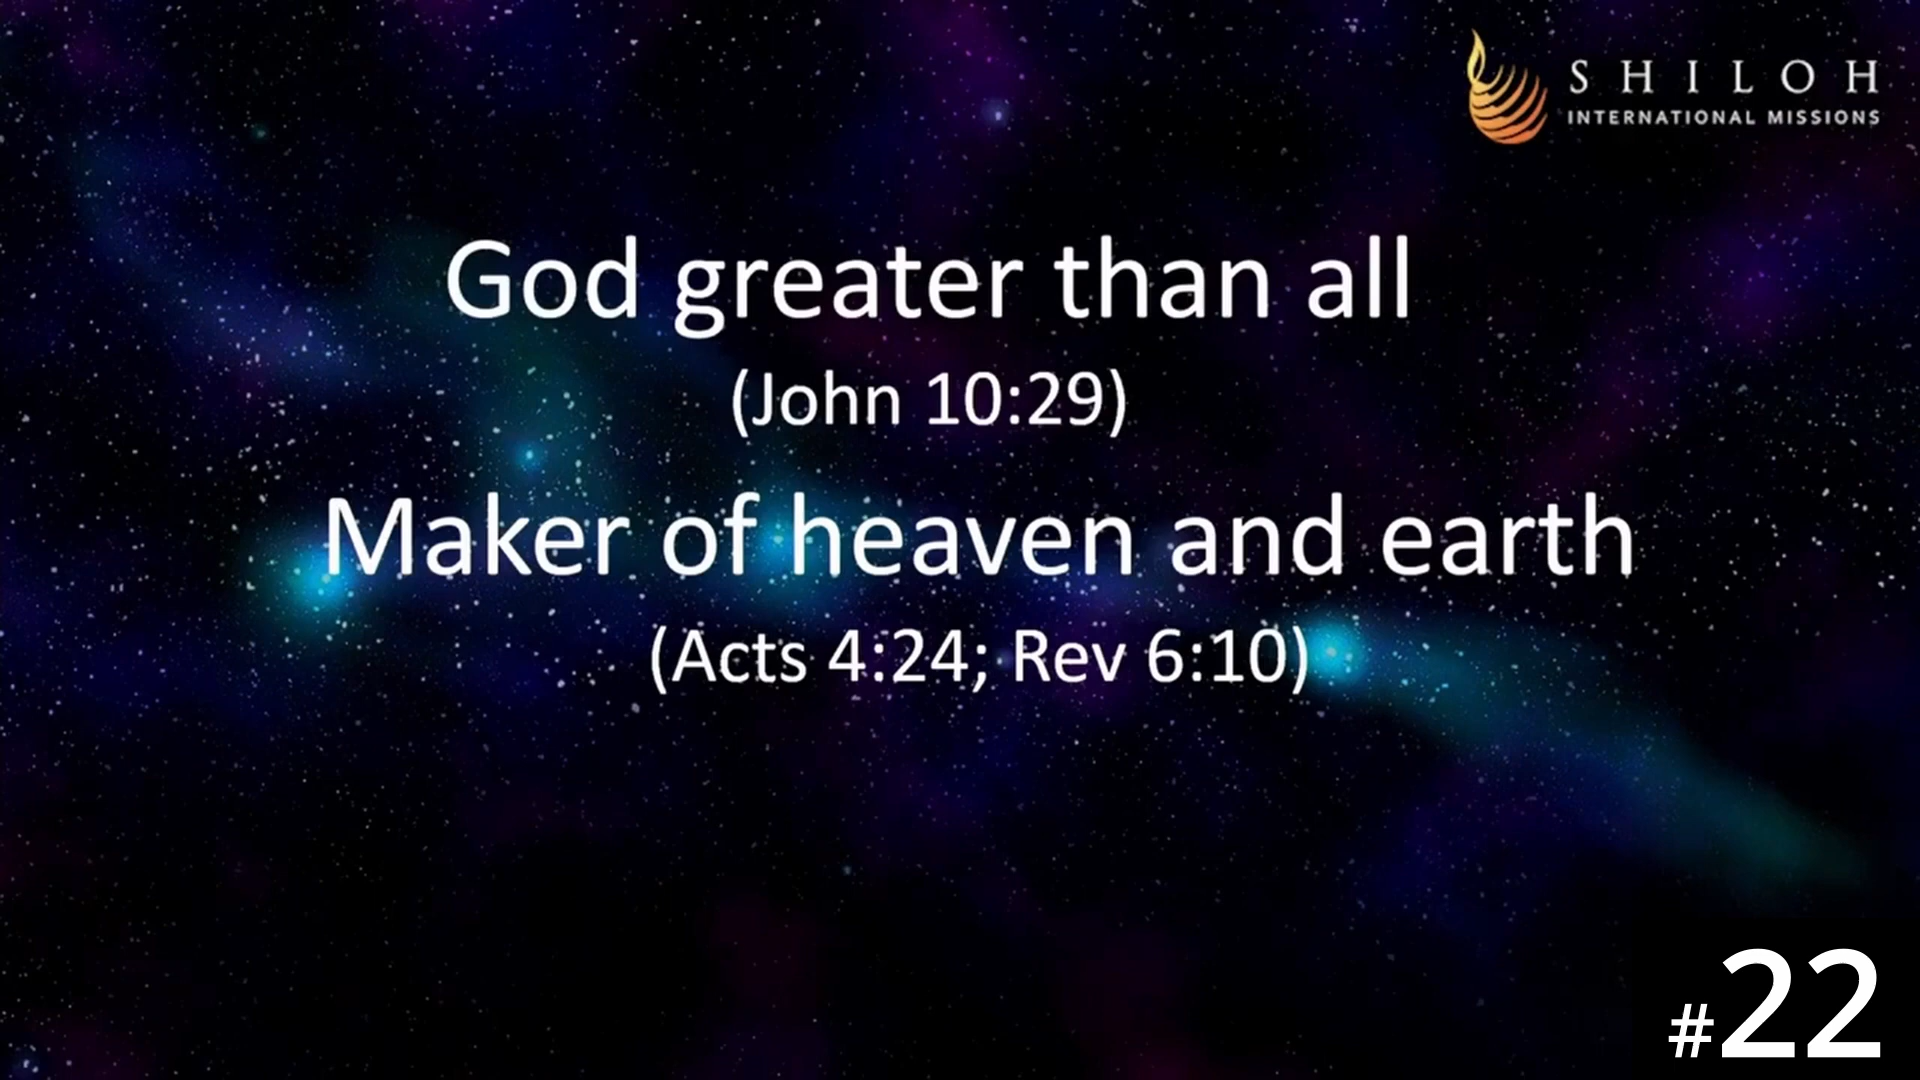 SHILOH
INTERNATIONAL MISSIONS
God greater than all
(John 10:29)
Maker of heaven and earth
(Acts 4:24; Rev 6:10)
#22